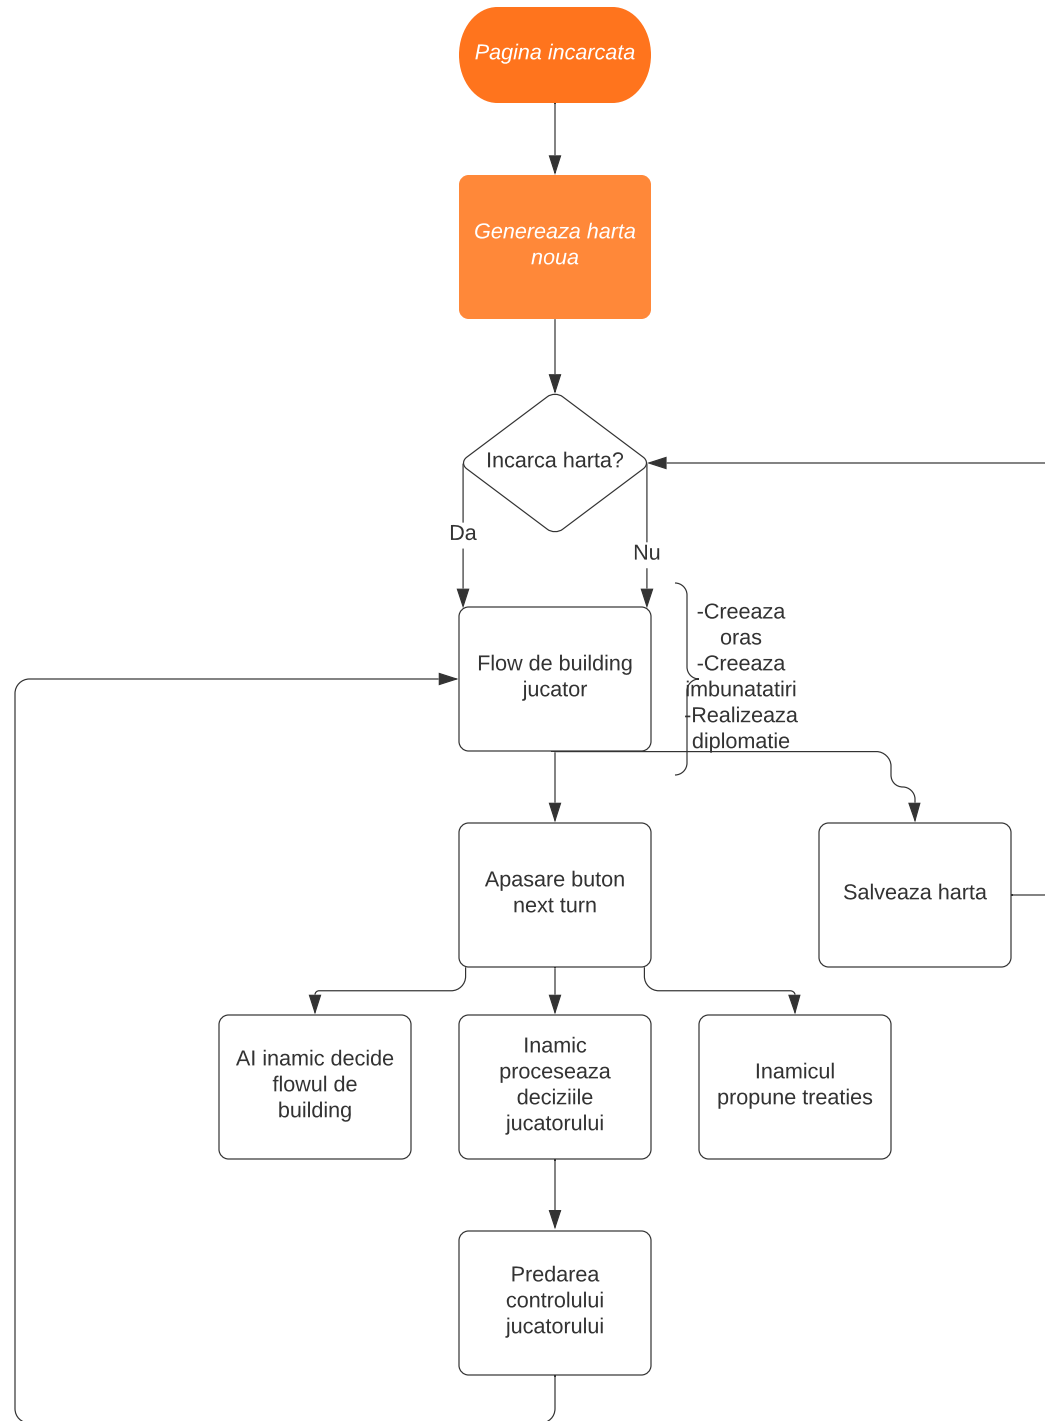 Pagina incarcata
Genereaza harta
noua
Incarca harta?
Da
Nu
Flow de building
jucator
-Creeaza
oras
-Creeaza
imbunatatiri
-Realizeaza
diplomatie
Apasare buton
next turn
Salveaza harta
AI inamic decide
flowul de
building
Inamic
proceseaza
deciziile
jucatorului
Inamicul
propune treaties
Predarea
controlului
jucatorului